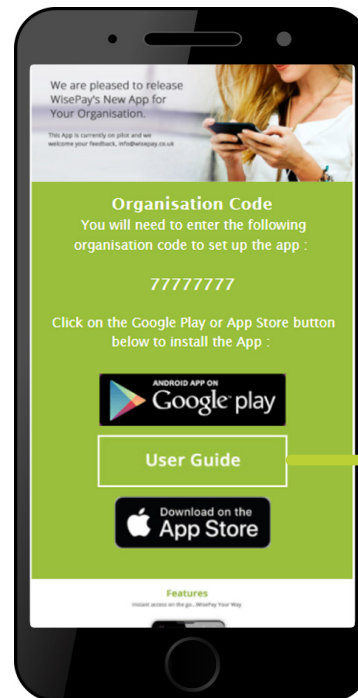 We are pleased to release
WisePay's New App for
Your Organisation.
This App is currently on pilot and we
welcome your feedback, info@wisepay.co.uk
Organisation Code
You will need to enter the following
organisation code to set up the app :
77777777
Click on the Google Play or App Store button
below to install the App :
ANDROID APP ON
Google play
User Guide
Download on the
App Store
Features
Instant access on the go...WisePay Your Way